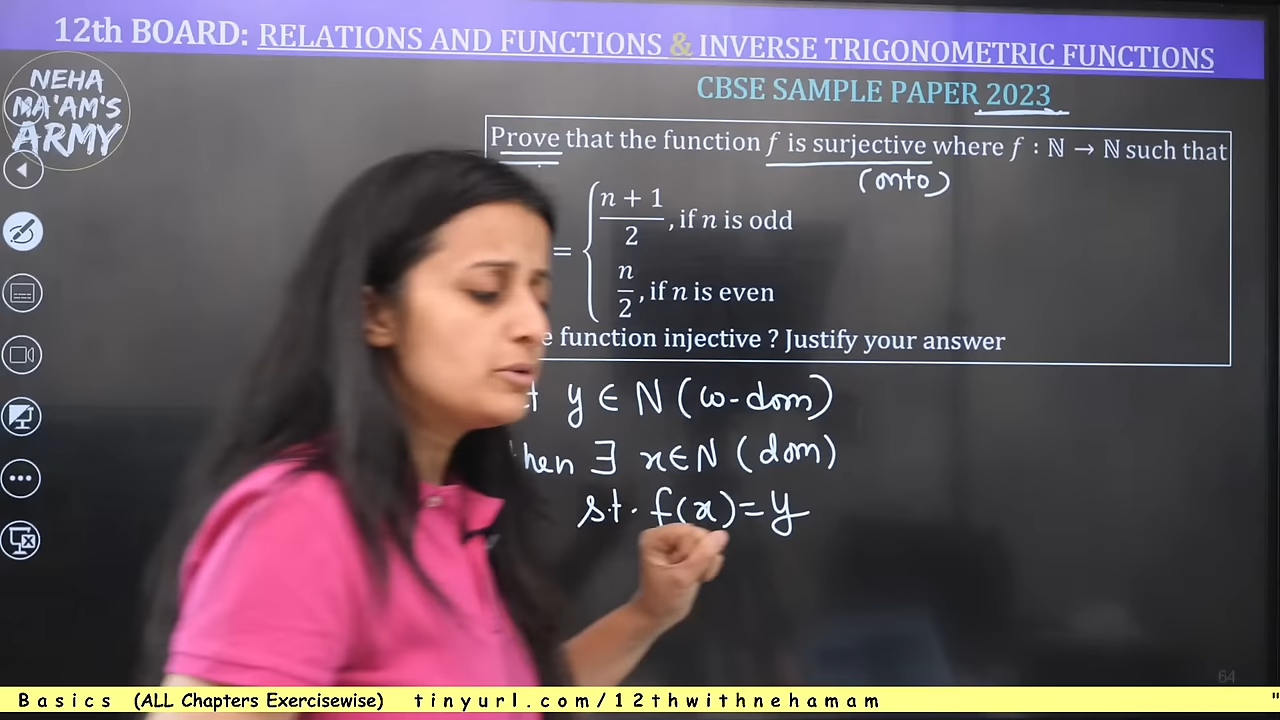 12th BOARD: RELATIONS AND FUNCTIONS & INVERSE TRIGONOMETRIC FUNCTIONS
NEHA
MA'AM'S
ARMY
CBSE SAMPLE PAPER 2023
Prove that the function f is surjective where f : ℕ → ℕ such that
(onto)
= { n + 1 / 2 , if n is odd
n / 2 , if n is even
function injective ? Justify your answer
y ∈ N (co-dom)
∃ x ∈ N (dom)
st. f(x) = y
64
Basics (ALL Chapters Exercisewise) tinyurl.com/12thwithnehamam "